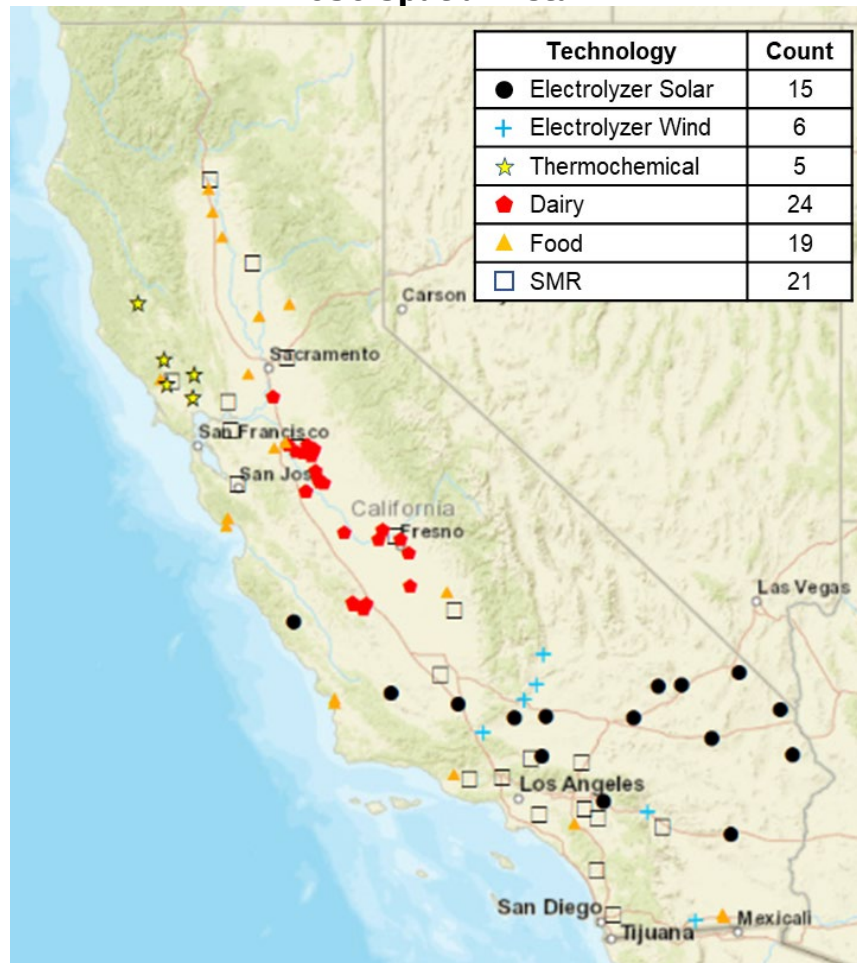 Technology Count
Electrolyzer Solar 15
Electrolyzer Wind 6
Thermochemical 5
Dairy 24
Food 19
SMR 21
Carson
Sacramento
San Francisco
San Jos
California
Fresno
Las Vegas
Los Angeles
San Diego
Mexicali
Tijuana